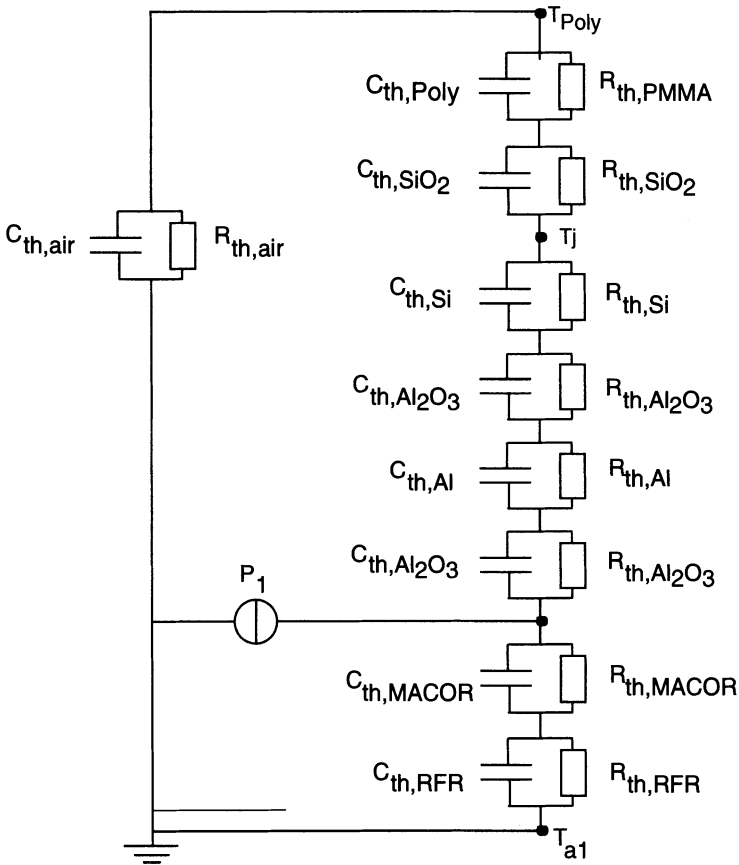 T_Poly
C_th,Poly R_th,PMMA
C_th,SiO₂ R_th,SiO₂
C_th,air R_th,air
Tj
C_th,Si R_th,Si
C_th,Al₂O₃ R_th,Al₂O₃
C_th,Al R_th,Al
C_th,Al₂O₃ R_th,Al₂O₃
P₁
C_th,MACOR R_th,MACOR
C_th,RFR R_th,RFR
T_a1